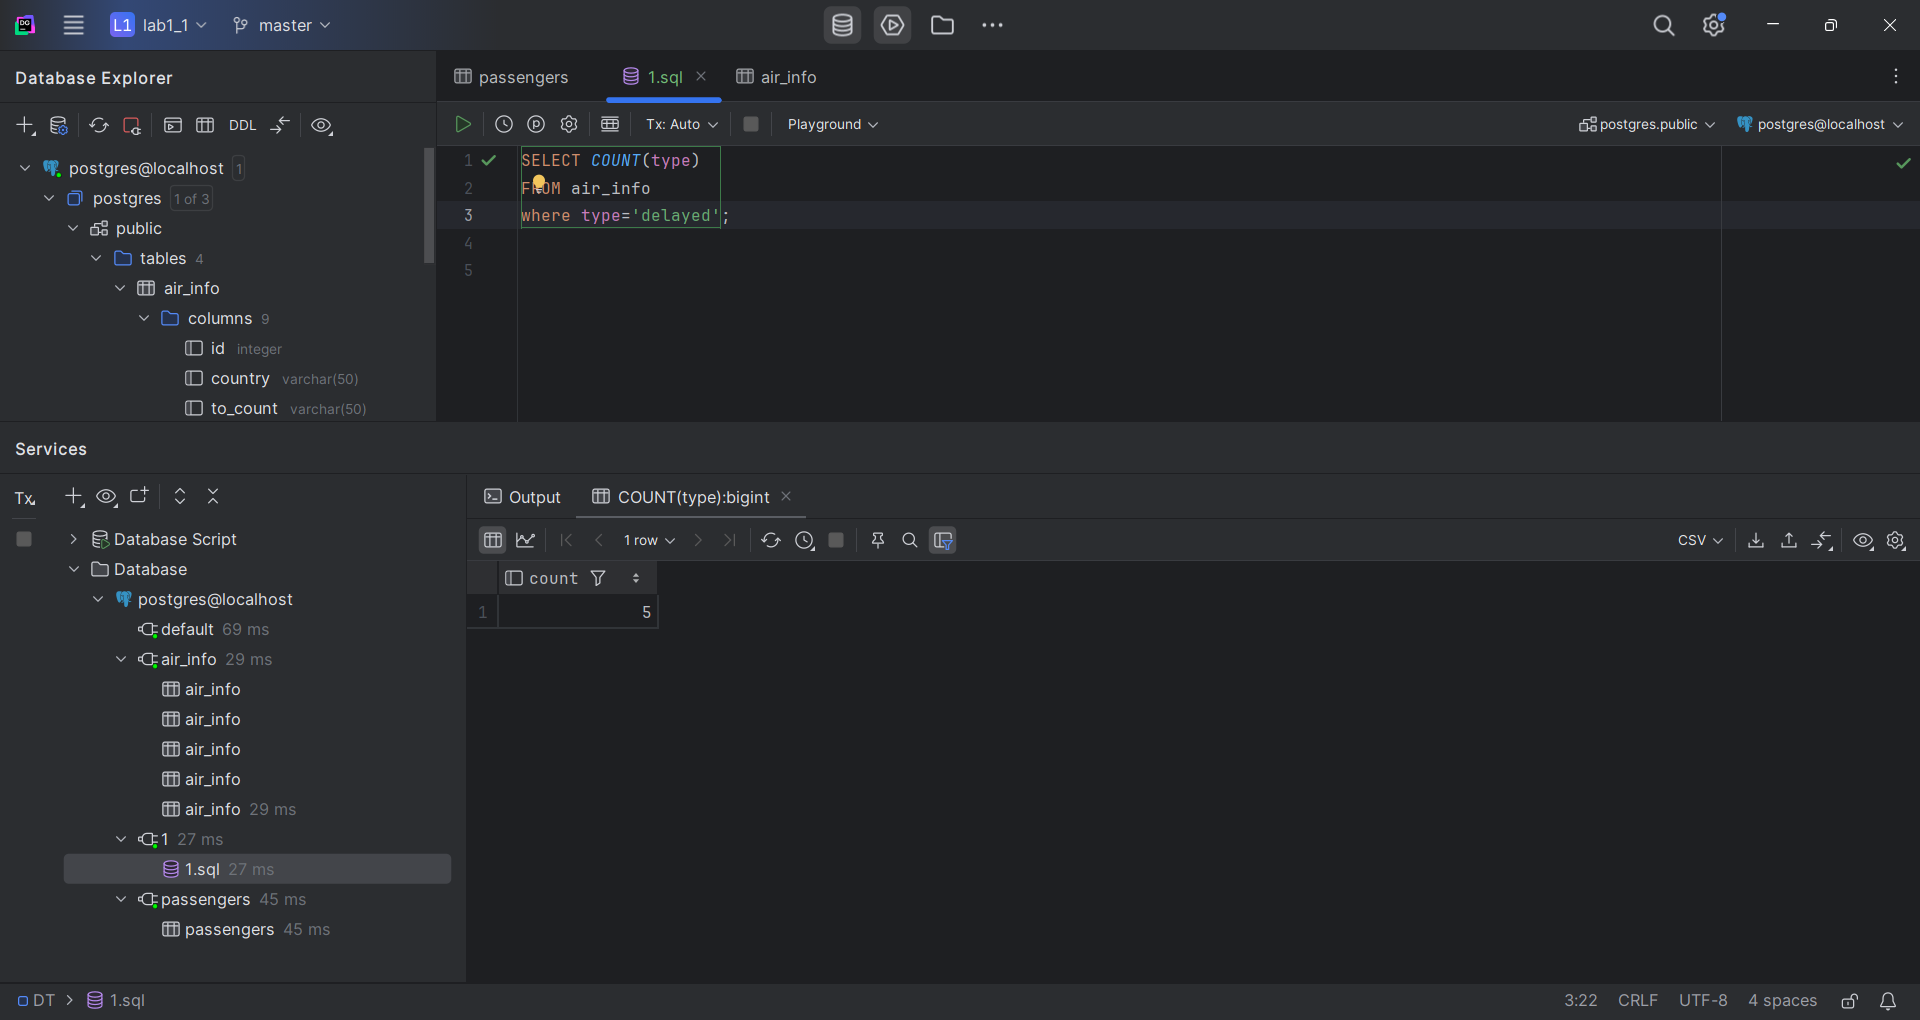 L1 lab1_1 master
Database Explorer
passengers 1.sql air_info
DDL
Tx: Auto Playground postgres.public postgres@localhost
postgres@localhost 1
postgres 1 of 3
public
tables 4
air_info
columns 9
id integer
country varchar(50)
to_count varchar(50)
1 SELECT COUNT(type)
2 FROM air_info
3 where type='delayed';
4
5
Services
Tx
Output COUNT(type):bigint
1 row CSV
Database Script
Database
postgres@localhost
default 69 ms
air_info 29 ms
air_info
air_info
air_info
air_info
air_info 29 ms
1 27 ms
1.sql 27 ms
passengers 45 ms
passengers 45 ms
count
1 5
DT 1.sql
3:22 CRLF UTF-8 4 spaces